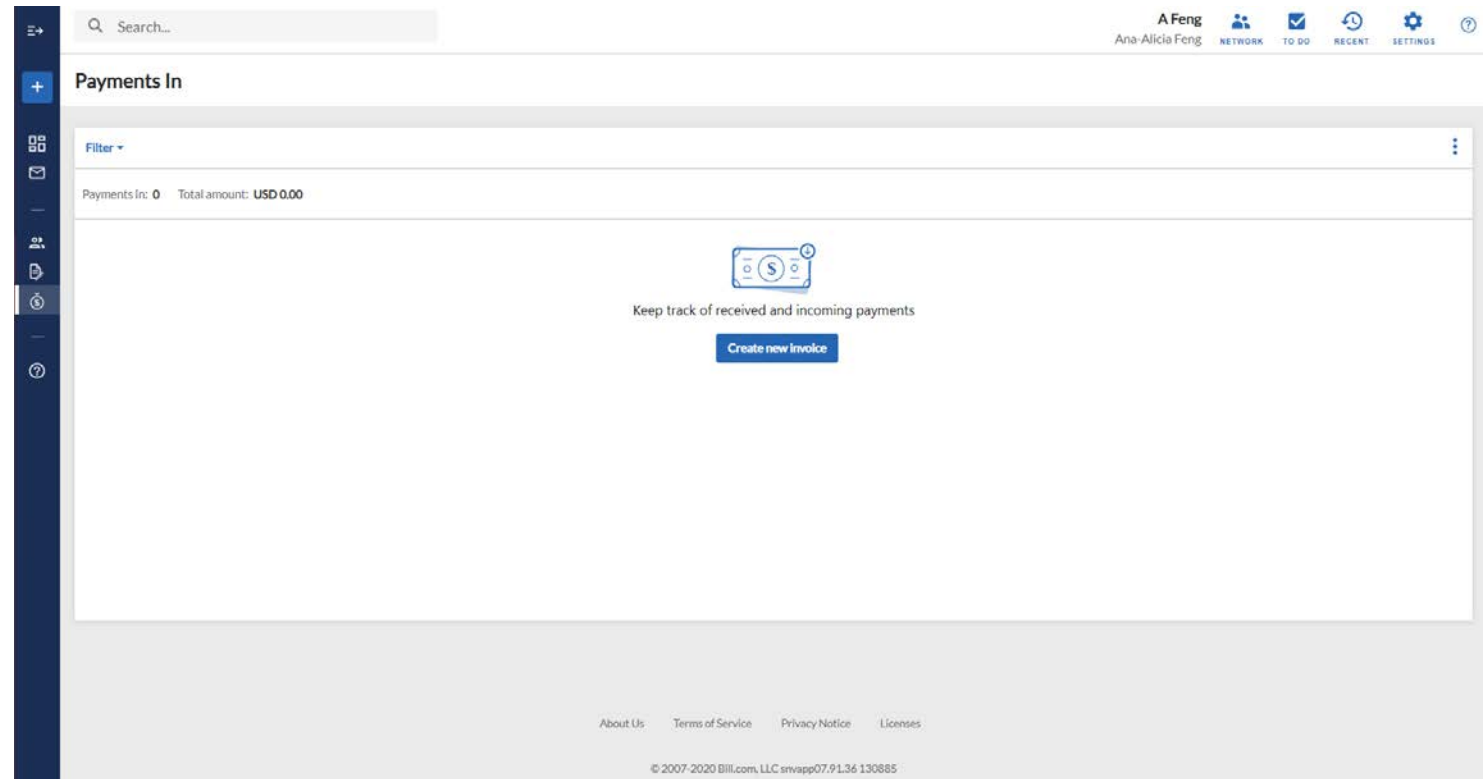 Search...
A Feng
Ana-Alicia Feng
NETWORK
TO DO
RECENT
SETTINGS
Payments In
Filter
Payments in: 0 Total amount: USD 0.00
$
Keep track of received and incoming payments
Create new invoice
About Us Terms of Service Privacy Notice Licenses
© 2007-2020 Bill.com, LLC snvapp07.91.36 130885